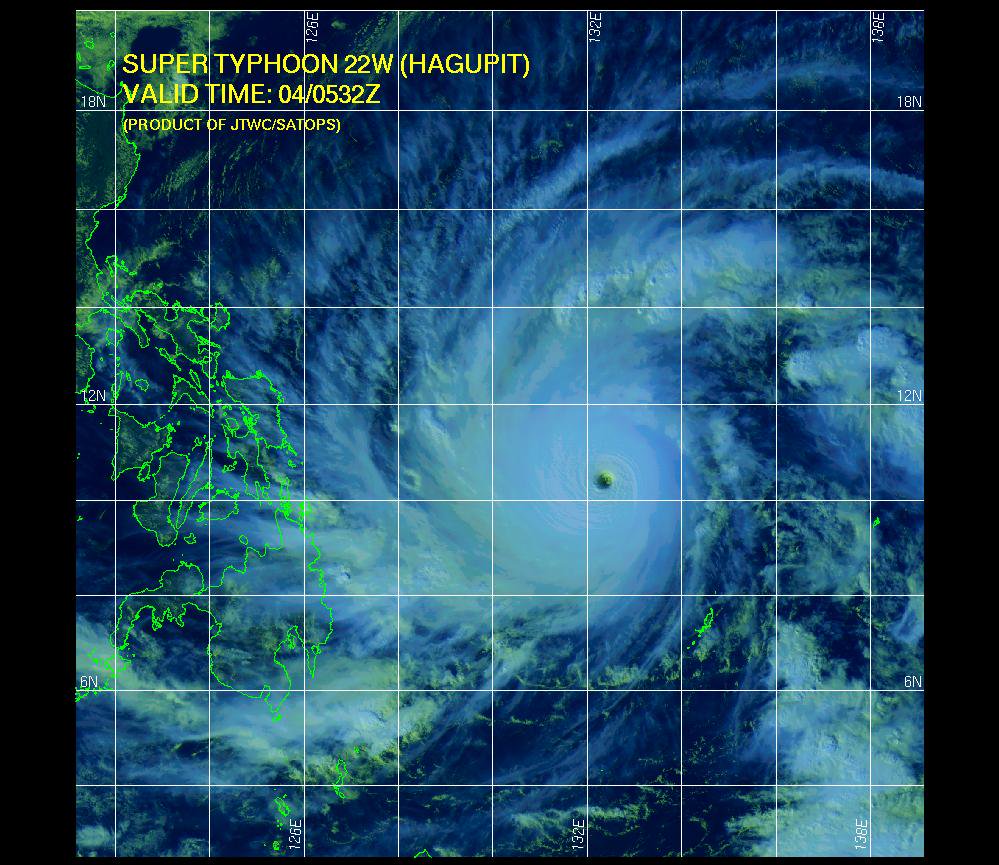 126E 132E 138E
SUPER TYPHOON 22W (HAGUPIT)
VALID TIME: 04/0532Z
18N 18N
(PRODUCT OF JTWC/SATOPS)
12N 12N
6N 6N
126E 132E 138E